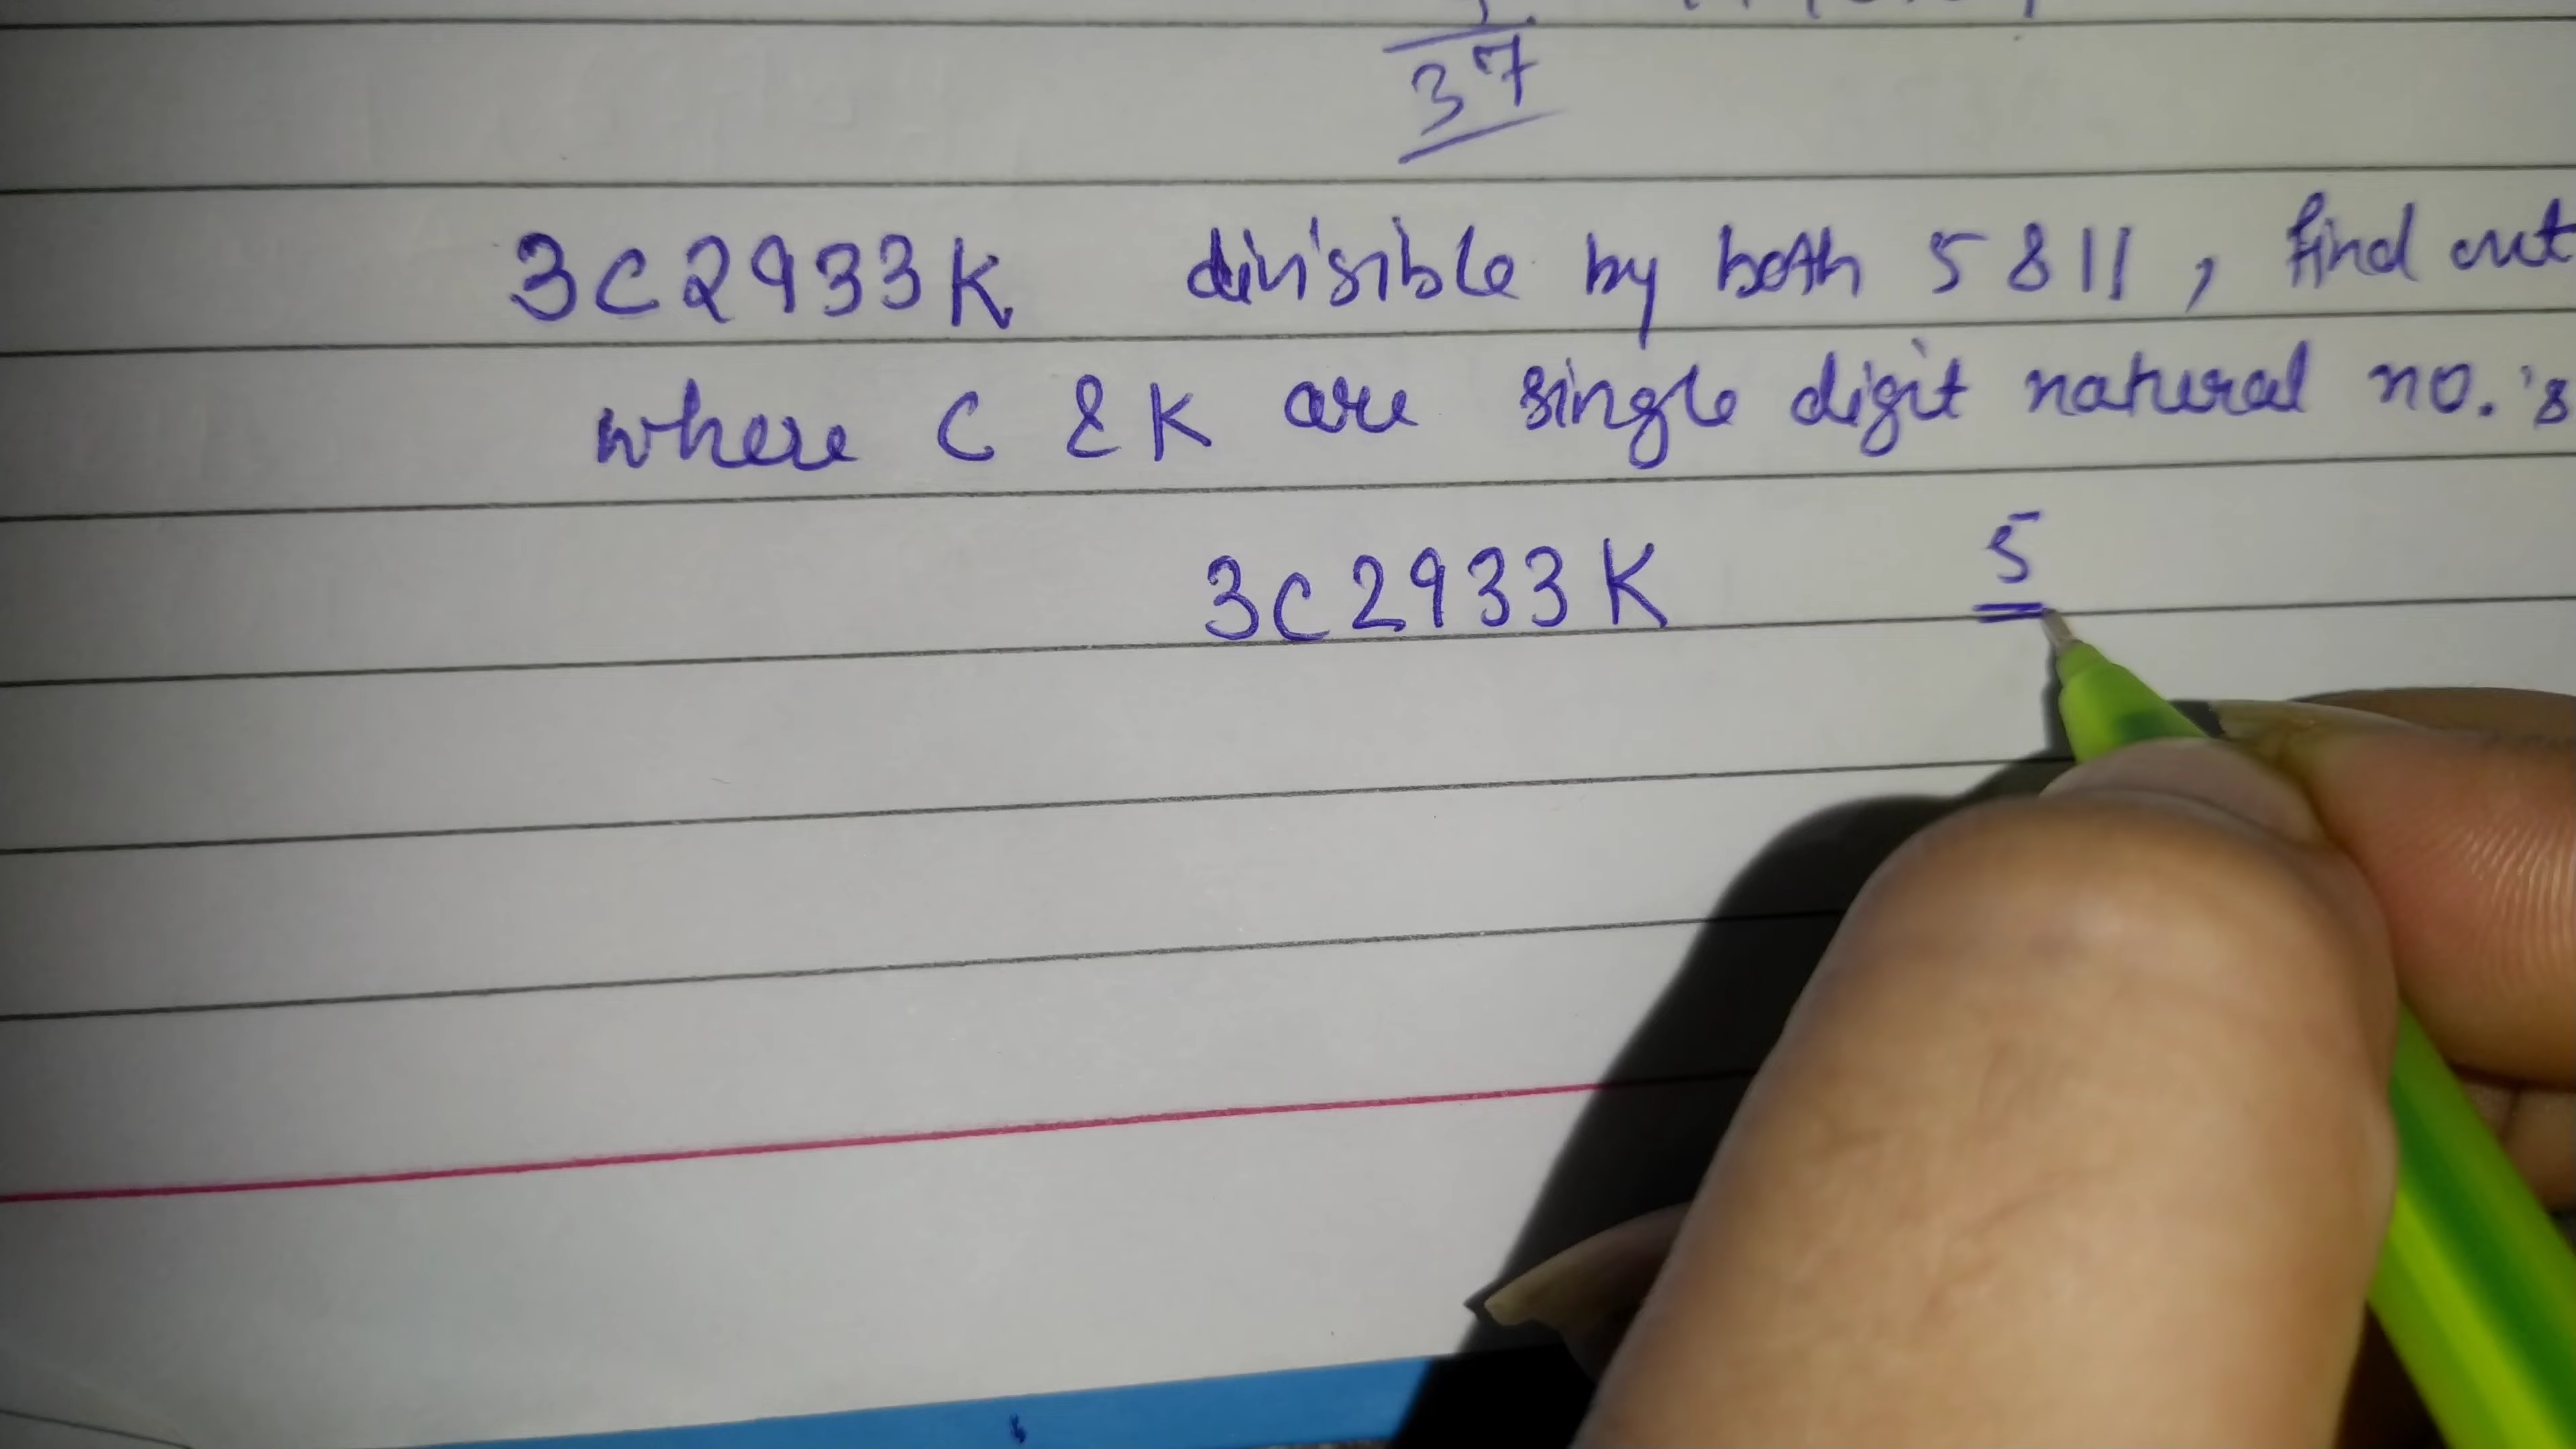 37
3C2933K divisible by both 5 & 11, find out
where C & K are single digit natural no.'s
3C2933K 5